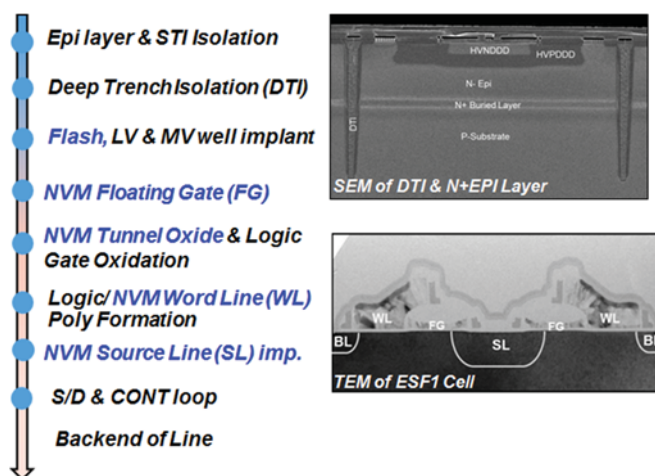 Epi layer & STI Isolation
Deep Trench Isolation (DTI)
Flash, LV & MV well implant
NVM Floating Gate (FG)
NVM Tunnel Oxide & Logic
Gate Oxidation
Logic/NVM Word Line (WL)
Poly Formation
NVM Source Line (SL) imp.
S/D & CONT loop
Backend of Line
HVNDDD
HVPDDD
N- Epi
N+ Buried Layer
DTI
P-Substrate
SEM of DTI & N+EPI Layer
WL
WL
FG
FG
BL
SL
B
TEM of ESF1 Cell